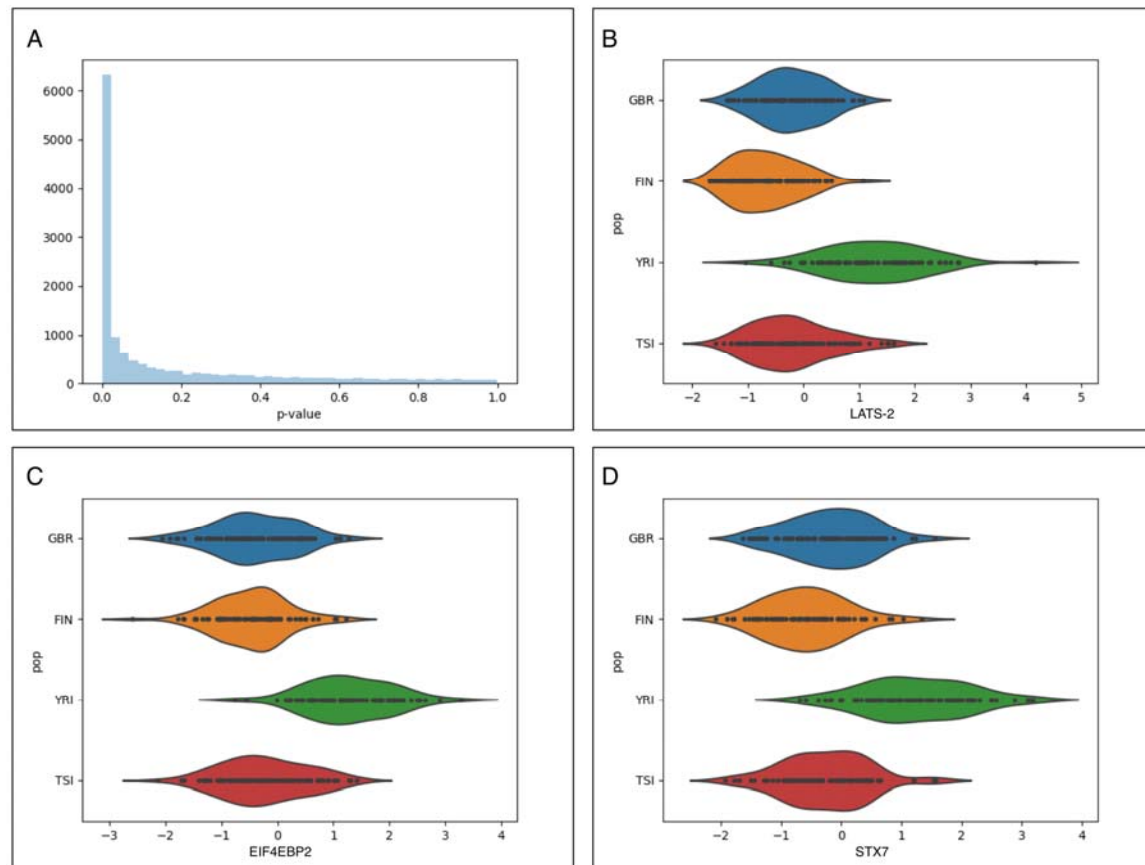 A
6000
5000
4000
3000
2000
1000
0
0.0 0.2 0.4 0.6 0.8 1.0
p-value
B
GBR
FIN
pop
YRI
TSI
−2 −1 0 1 2 3 4 5
LATS-2
C
GBR
FIN
pop
YRI
TSI
−3 −2 −1 0 1 2 3 4
EIF4EBP2
D
GBR
FIN
pop
YRI
TSI
−2 −1 0 1 2 3 4
STX7